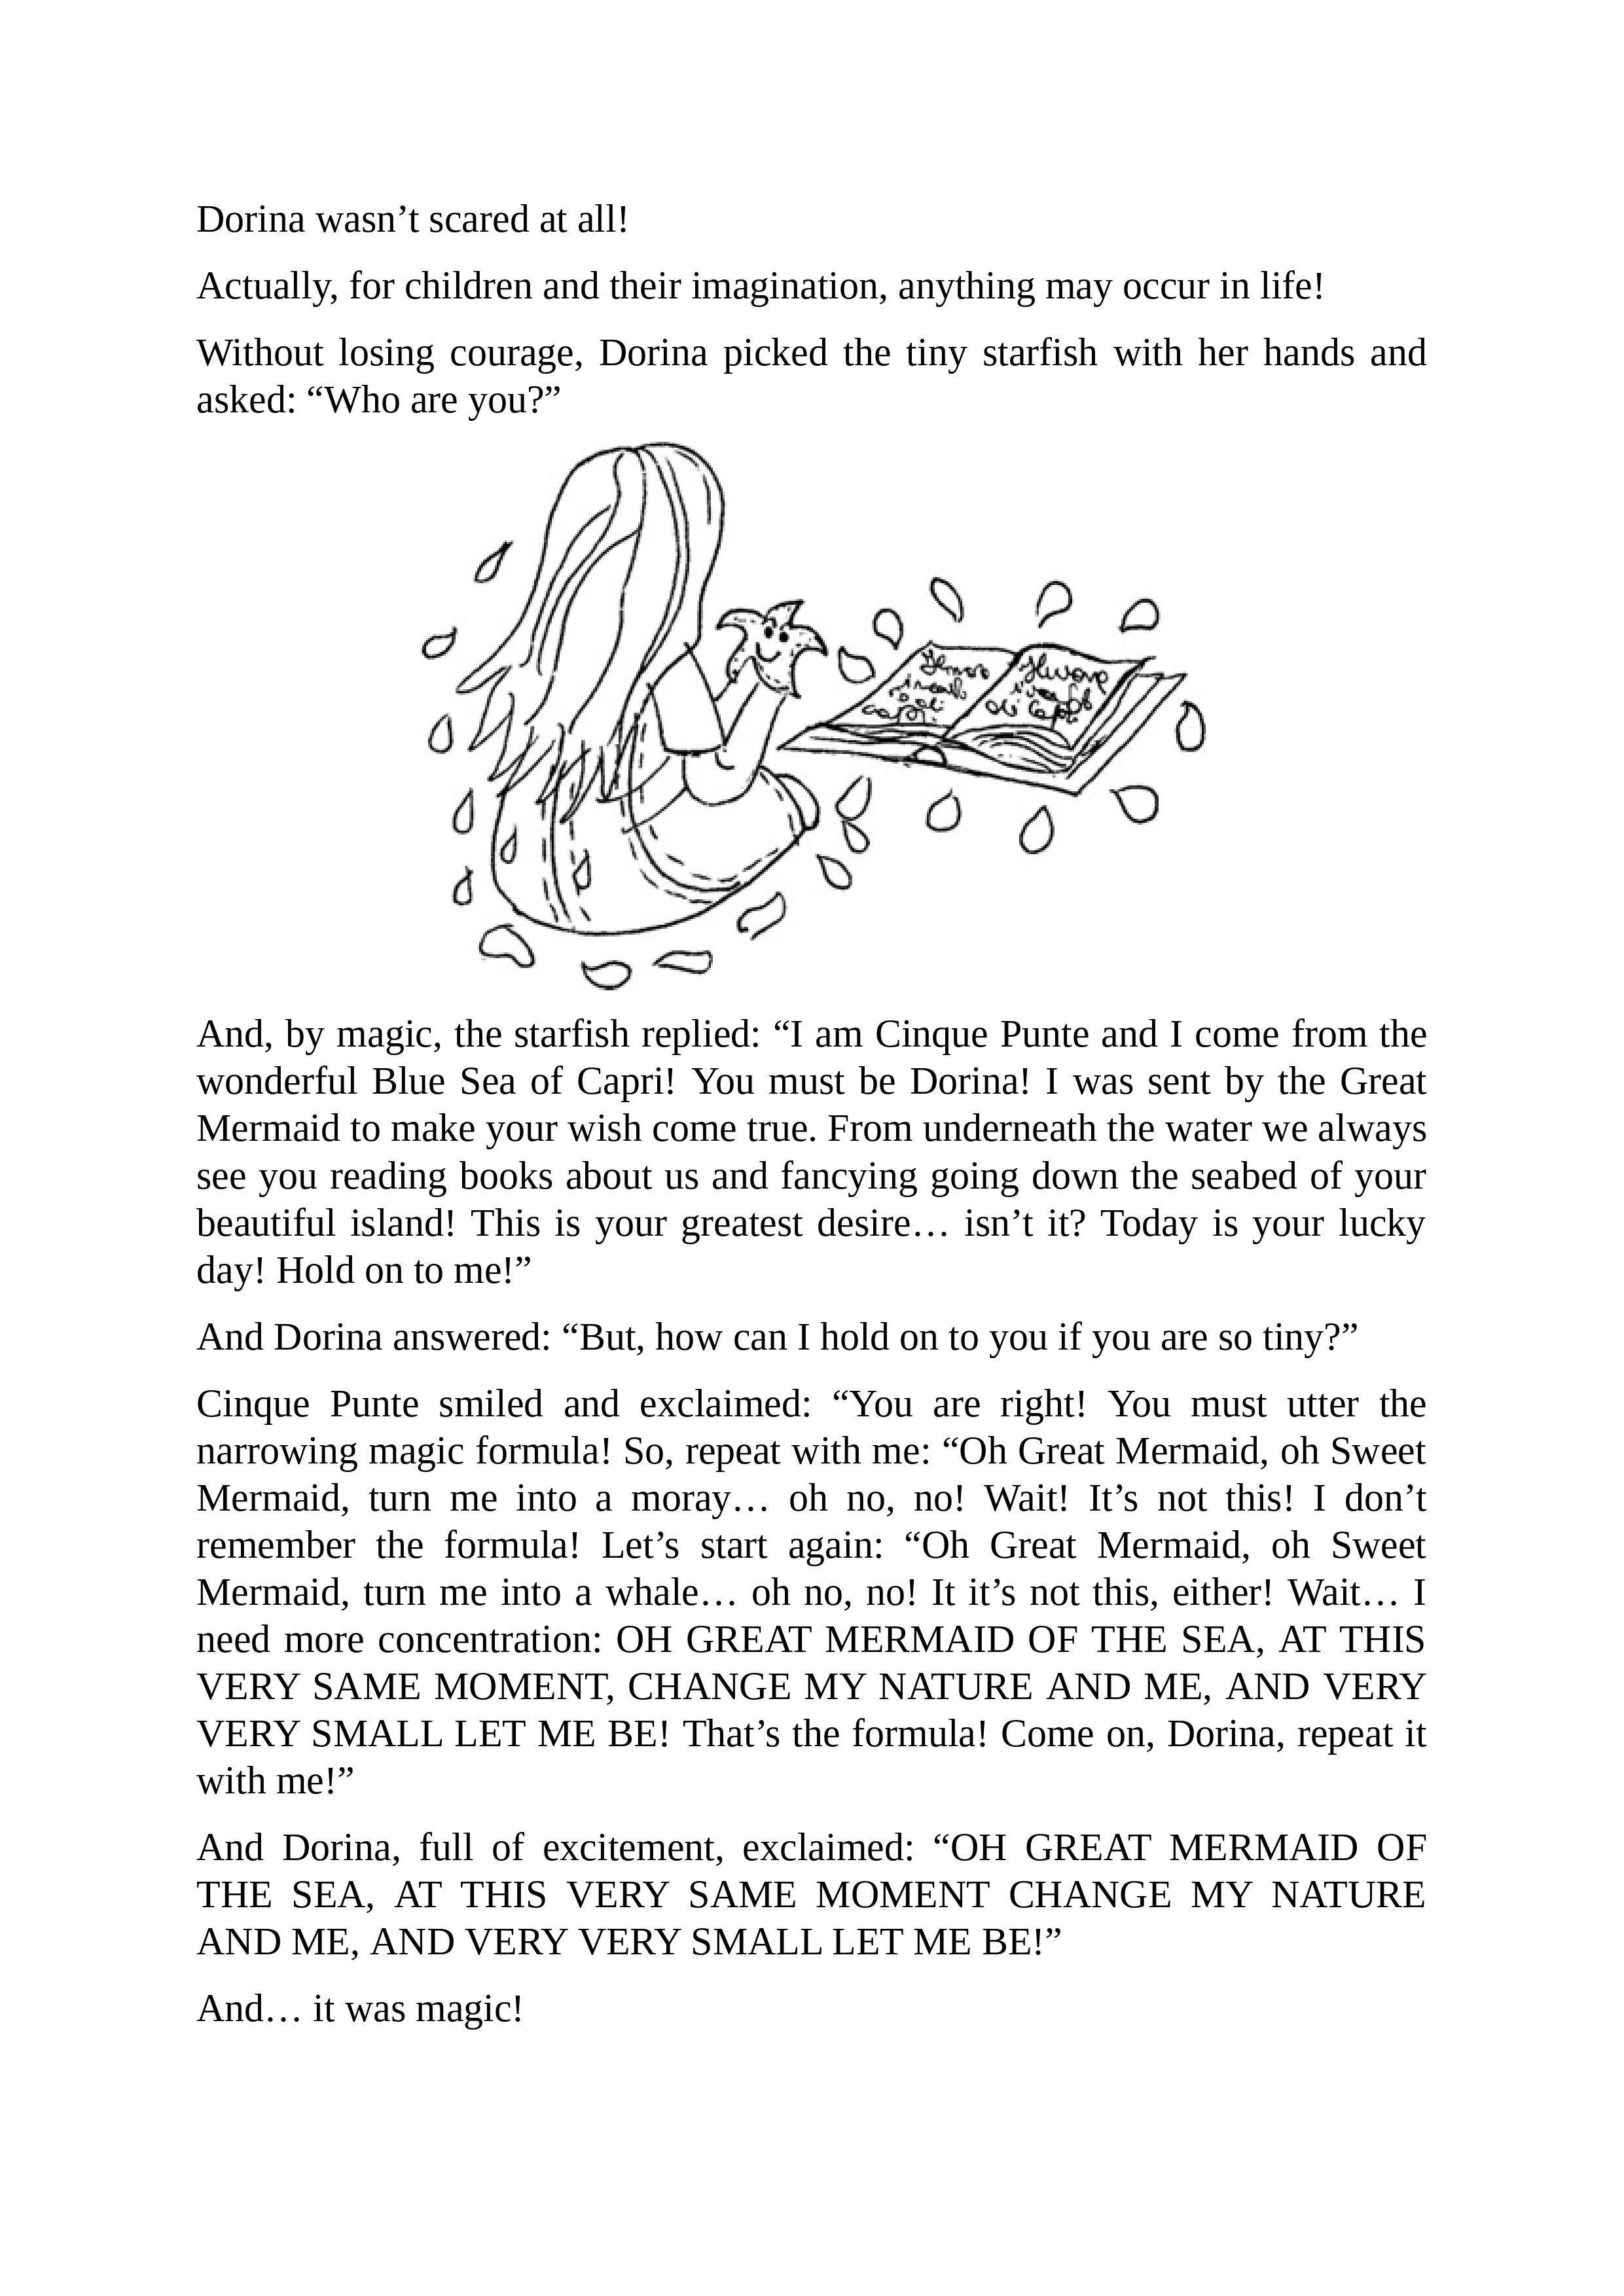 Dorina wasn’t scared at all!
Actually, for children and their imagination, anything may occur in life!
Without losing courage, Dorina picked the tiny starfish with her hands and
asked: “Who are you?”
And, by magic, the starfish replied: “I am Cinque Punte and I come from the
wonderful Blue Sea of Capri! You must be Dorina! I was sent by the Great
Mermaid to make your wish come true. From underneath the water we always
see you reading books about us and fancying going down the seabed of your
beautiful island! This is your greatest desire… isn’t it? Today is your lucky
day! Hold on to me!”
And Dorina answered: “But, how can I hold on to you if you are so tiny?”
Cinque Punte smiled and exclaimed: “You are right! You must utter the
narrowing magic formula! So, repeat with me: “Oh Great Mermaid, oh Sweet
Mermaid, turn me into a moray… oh no, no! Wait! It’s not this! I don’t
remember the formula! Let’s start again: “Oh Great Mermaid, oh Sweet
Mermaid, turn me into a whale… oh no, no! It it’s not this, either! Wait… I
need more concentration: OH GREAT MERMAID OF THE SEA, AT THIS
VERY SAME MOMENT, CHANGE MY NATURE AND ME, AND VERY
VERY SMALL LET ME BE! That’s the formula! Come on, Dorina, repeat it
with me!”
And Dorina, full of excitement, exclaimed: “OH GREAT MERMAID OF
THE SEA, AT THIS VERY SAME MOMENT CHANGE MY NATURE
AND ME, AND VERY VERY SMALL LET ME BE!”
And… it was magic!